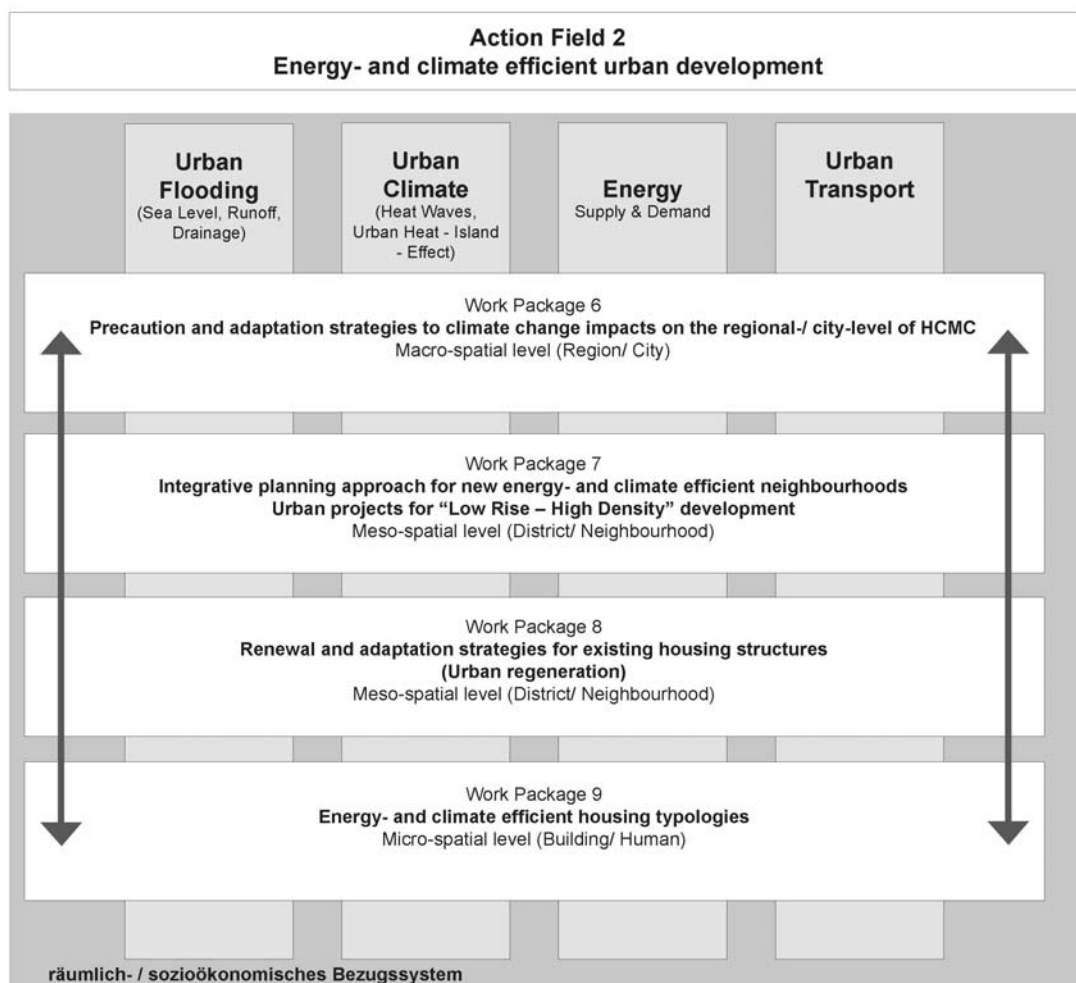 Action Field 2
Energy- and climate efficient urban development
Urban
Flooding
(Sea Level, Runoff,
Drainage)
Urban
Climate
(Heat Waves,
Urban Heat - Island
- Effect)
Energy
Supply & Demand
Urban
Transport
Work Package 6
Precaution and adaptation strategies to climate change impacts on the regional-/ city-level of HCMC
Macro-spatial level (Region/ City)
Work Package 7
Integrative planning approach for new energy- and climate efficient neighbourhoods
Urban projects for “Low Rise – High Density” development
Meso-spatial level (District/ Neighbourhood)
Work Package 8
Renewal and adaptation strategies for existing housing structures
(Urban regeneration)
Meso-spatial level (District/ Neighbourhood)
Work Package 9
Energy- and climate efficient housing typologies
Micro-spatial level (Building/ Human)
räumlich- / sozioökonomisches Bezugssystem